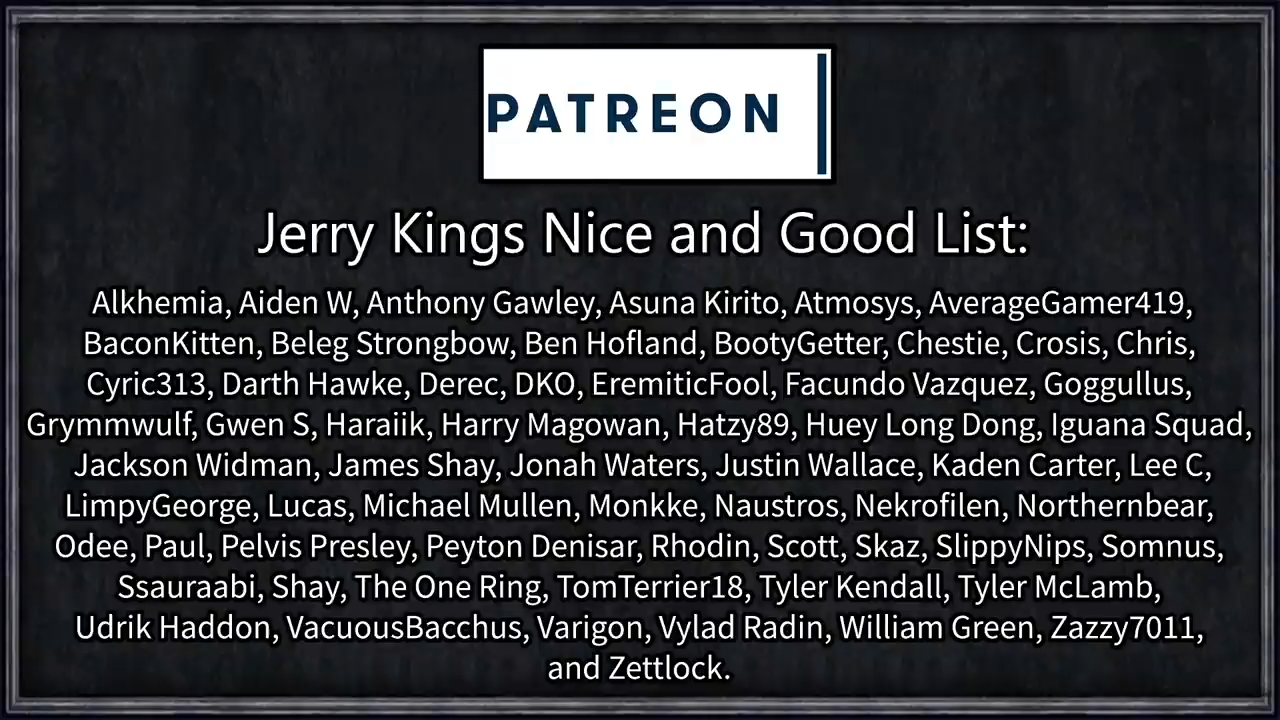 PATREON
Jerry Kings Nice and Good List:
Alkhemia, Aiden W, Anthony Gawley, Asuna Kirito, Atmosys, AverageGamer419,
BaconKitten, Beleg Strongbow, Ben Hofland, BootyGetter, Chestie, Crosis, Chris,
Cyric313, Darth Hawke, Derec, DKO, EremiticFool, Facundo Vazquez, Goggullus,
Grymmwulf, Gwen S, Haraiik, Harry Magowan, Hatzy89, Huey Long Dong, Iguana Squad,
Jackson Widman, James Shay, Jonah Waters, Justin Wallace, Kaden Carter, Lee C,
LimpyGeorge, Lucas, Michael Mullen, Monkke, Naustros, Nekrofilen, Northernbear,
Odee, Paul, Pelvis Presley, Peyton Denisar, Rhodin, Scott, Skaz, SlippyNips, Somnus,
Ssauraabi, Shay, The One Ring, TomTerrier18, Tyler Kendall, Tyler McLamb,
Udrik Haddon, VacuousBacchus, Varigon, Vylad Radin, William Green, Zazzy7011,
and Zettlock.